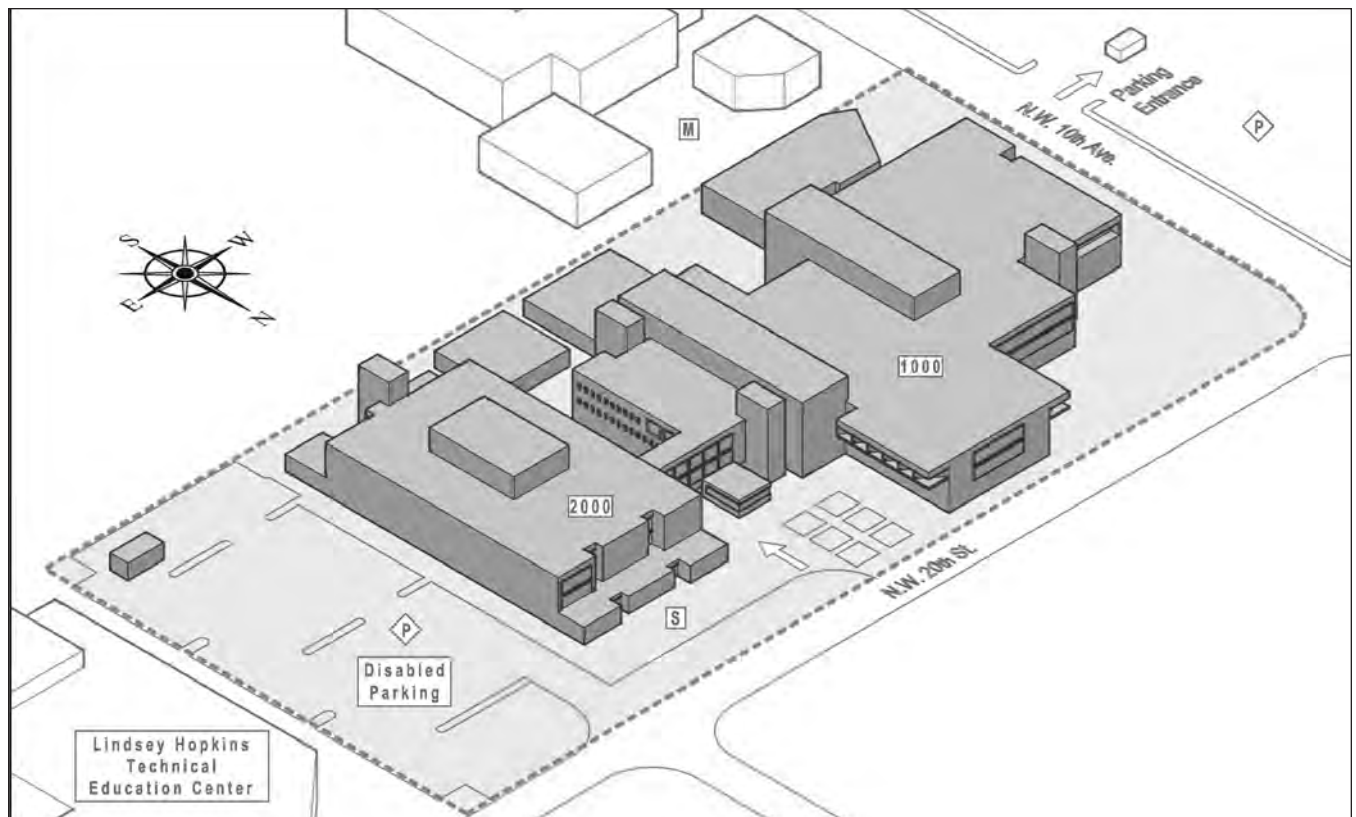 Parking
Entrance
P
N.W. 10th Ave.
M
S
W
E
N
1000
2000
N.W. 20th St.
S
P
Disabled
Parking
Lindsey Hopkins
Technical
Education Center